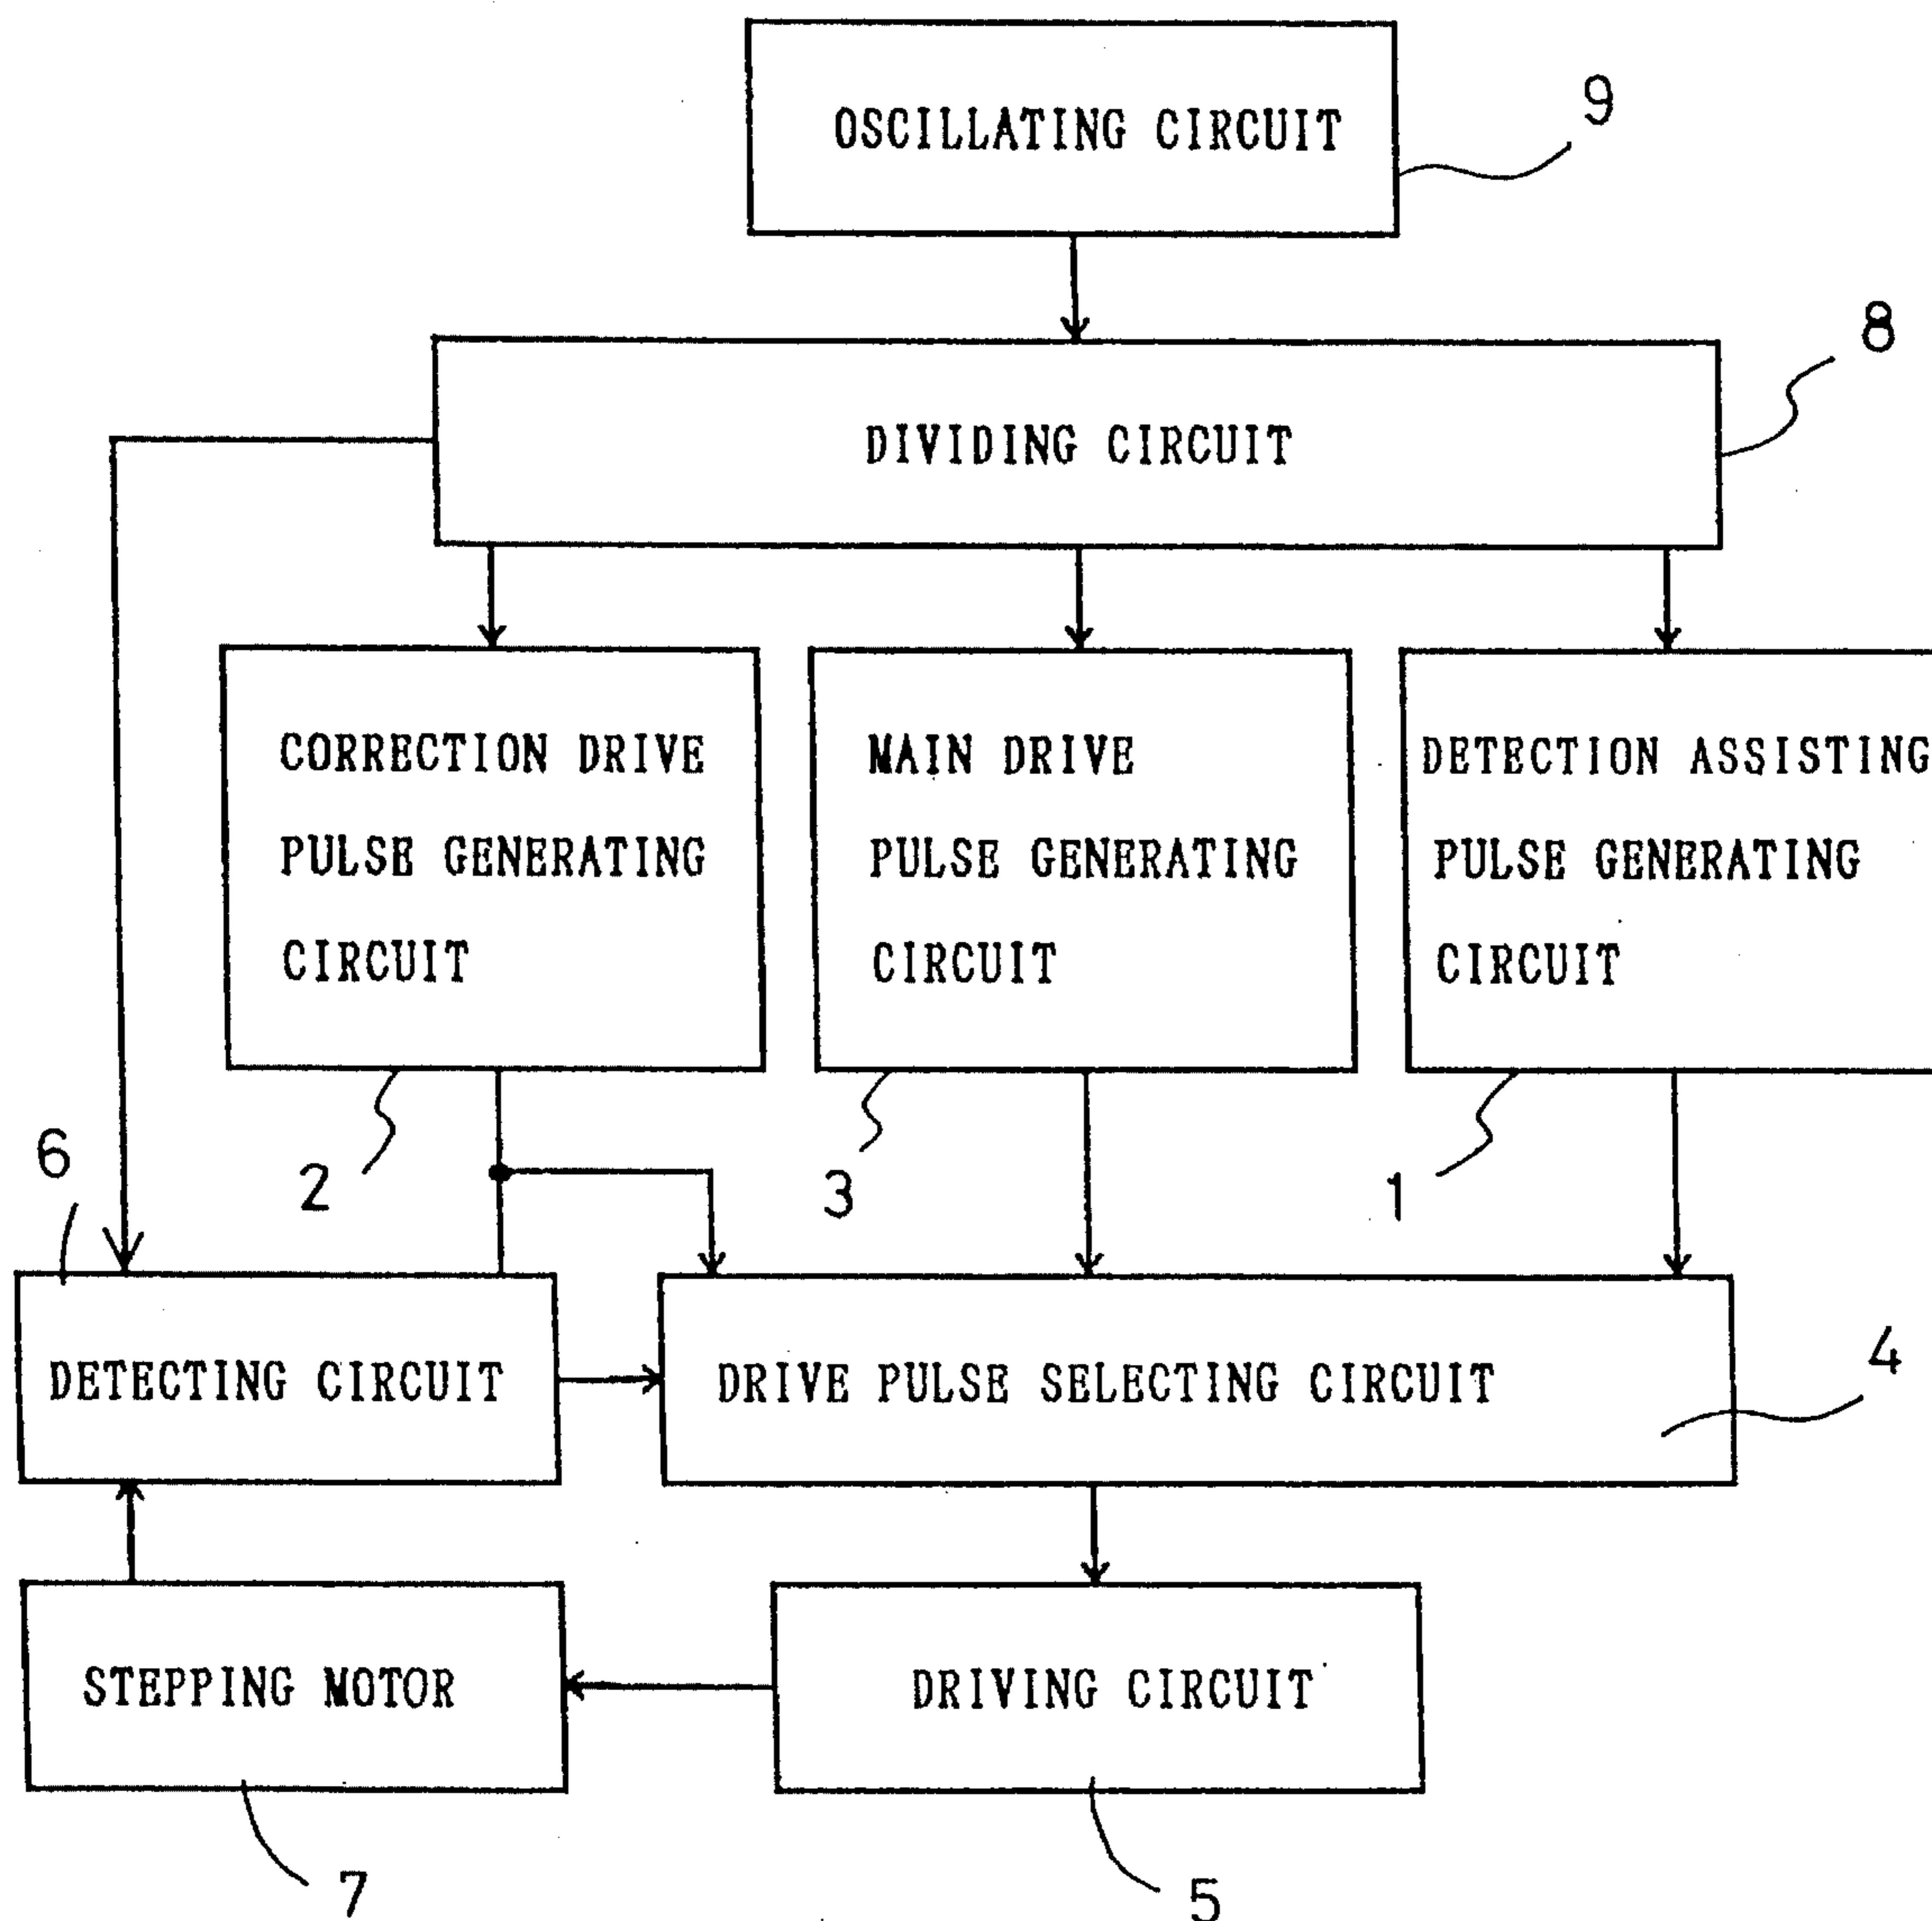 OSCILLATING CIRCUIT
9
8
DIVIDING CIRCUIT
CORRECTION DRIVE
PULSE GENERATING
CIRCUIT
MAIN DRIVE
PULSE GENERATING
CIRCUIT
DETECTION ASSISTING
PULSE GENERATING
CIRCUIT
6
2
3
1
DETECTING CIRCUIT
DRIVE PULSE SELECTING CIRCUIT
4
STEPPING MOTOR
DRIVING CIRCUIT
7
5